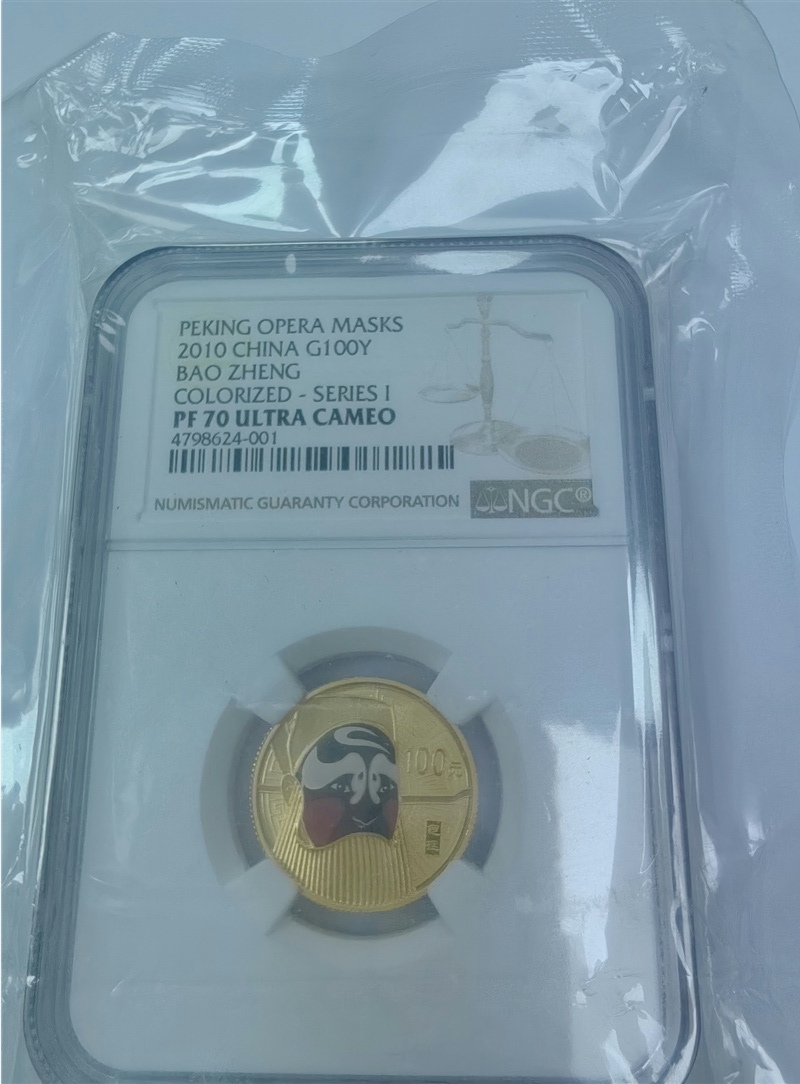 PEKING OPERA MASKS
2010 CHINA G100Y
BAO ZHENG
COLORIZED - SERIES I
PF 70 ULTRA CAMEO
4798624-001
NUMISMATIC GUARANTY CORPORATION
NGC®
100元